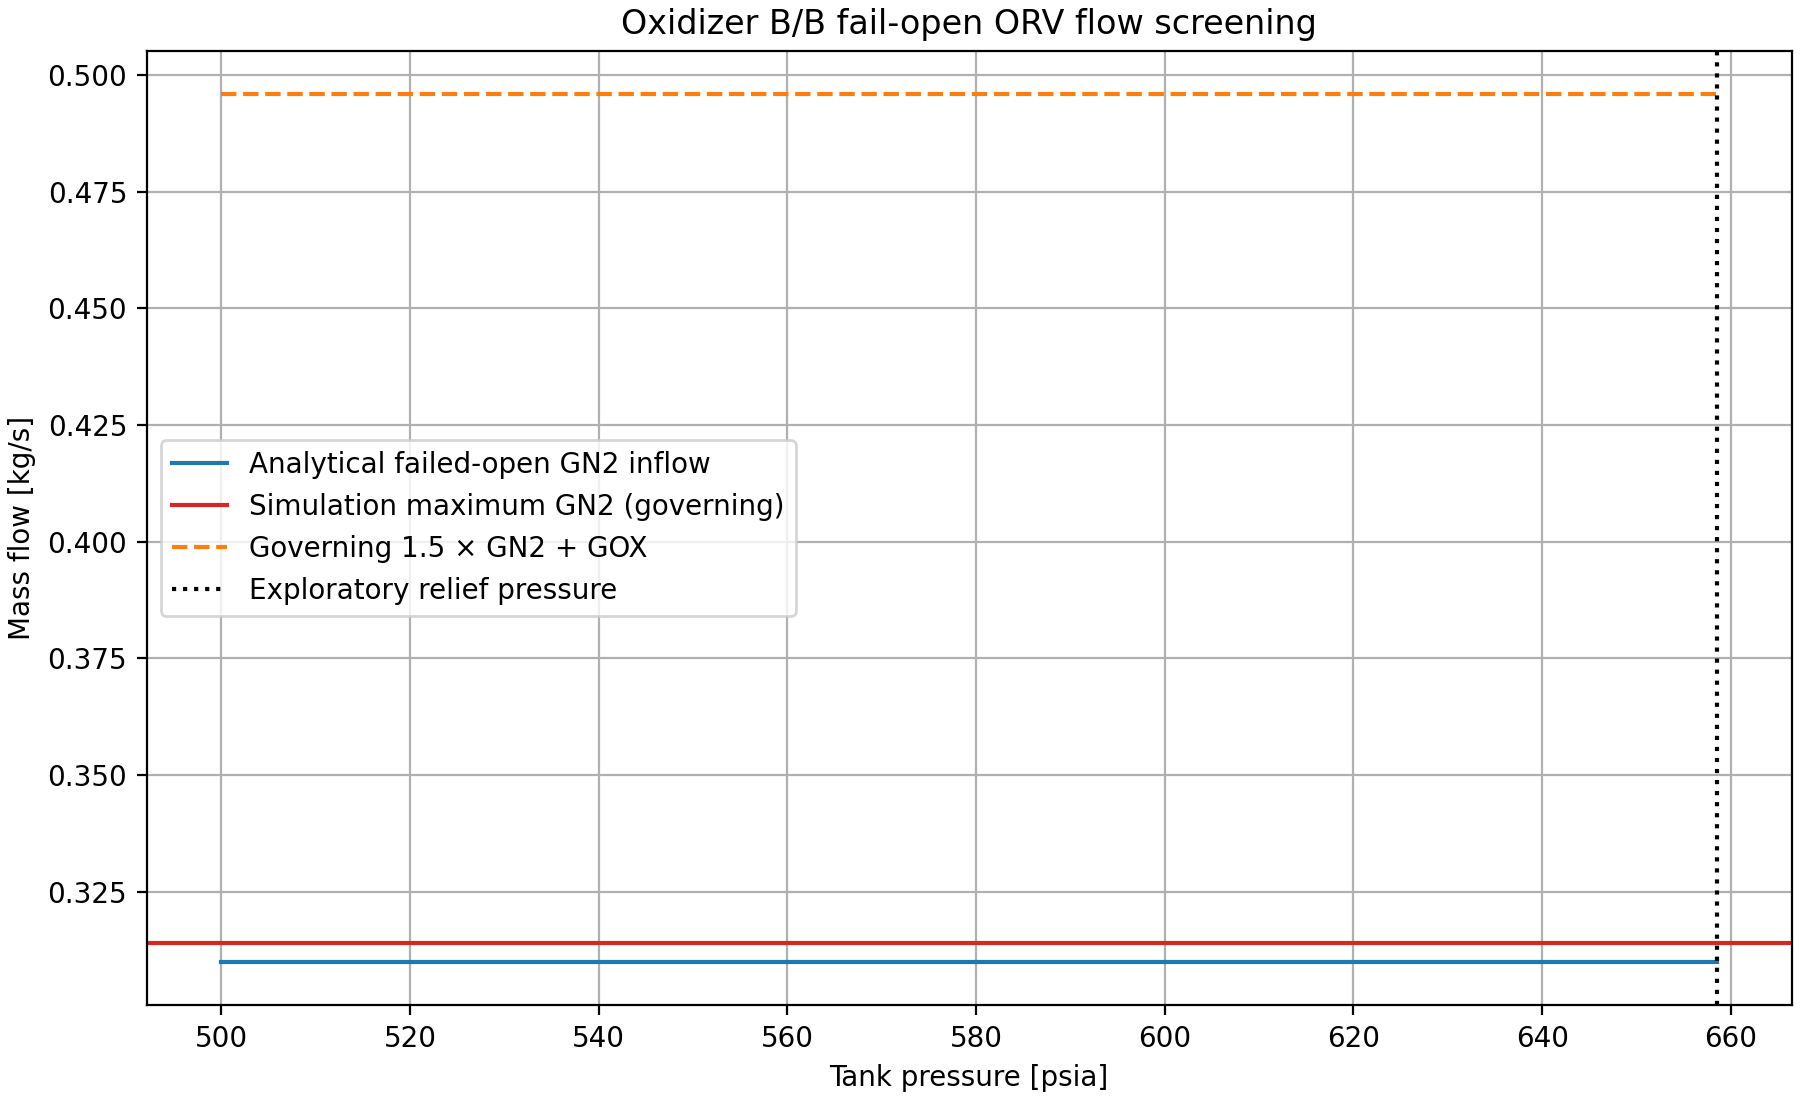 Oxidizer B/B fail-open ORV flow screening
0.500
0.475
0.450
0.425
0.400
0.375
0.350
0.325
Mass flow [kg/s]
Analytical failed-open GN2 inflow
Simulation maximum GN2 (governing)
Governing 1.5 × GN2 + GOX
Exploratory relief pressure
500 520 540 560 580 600 620 640 660
Tank pressure [psia]